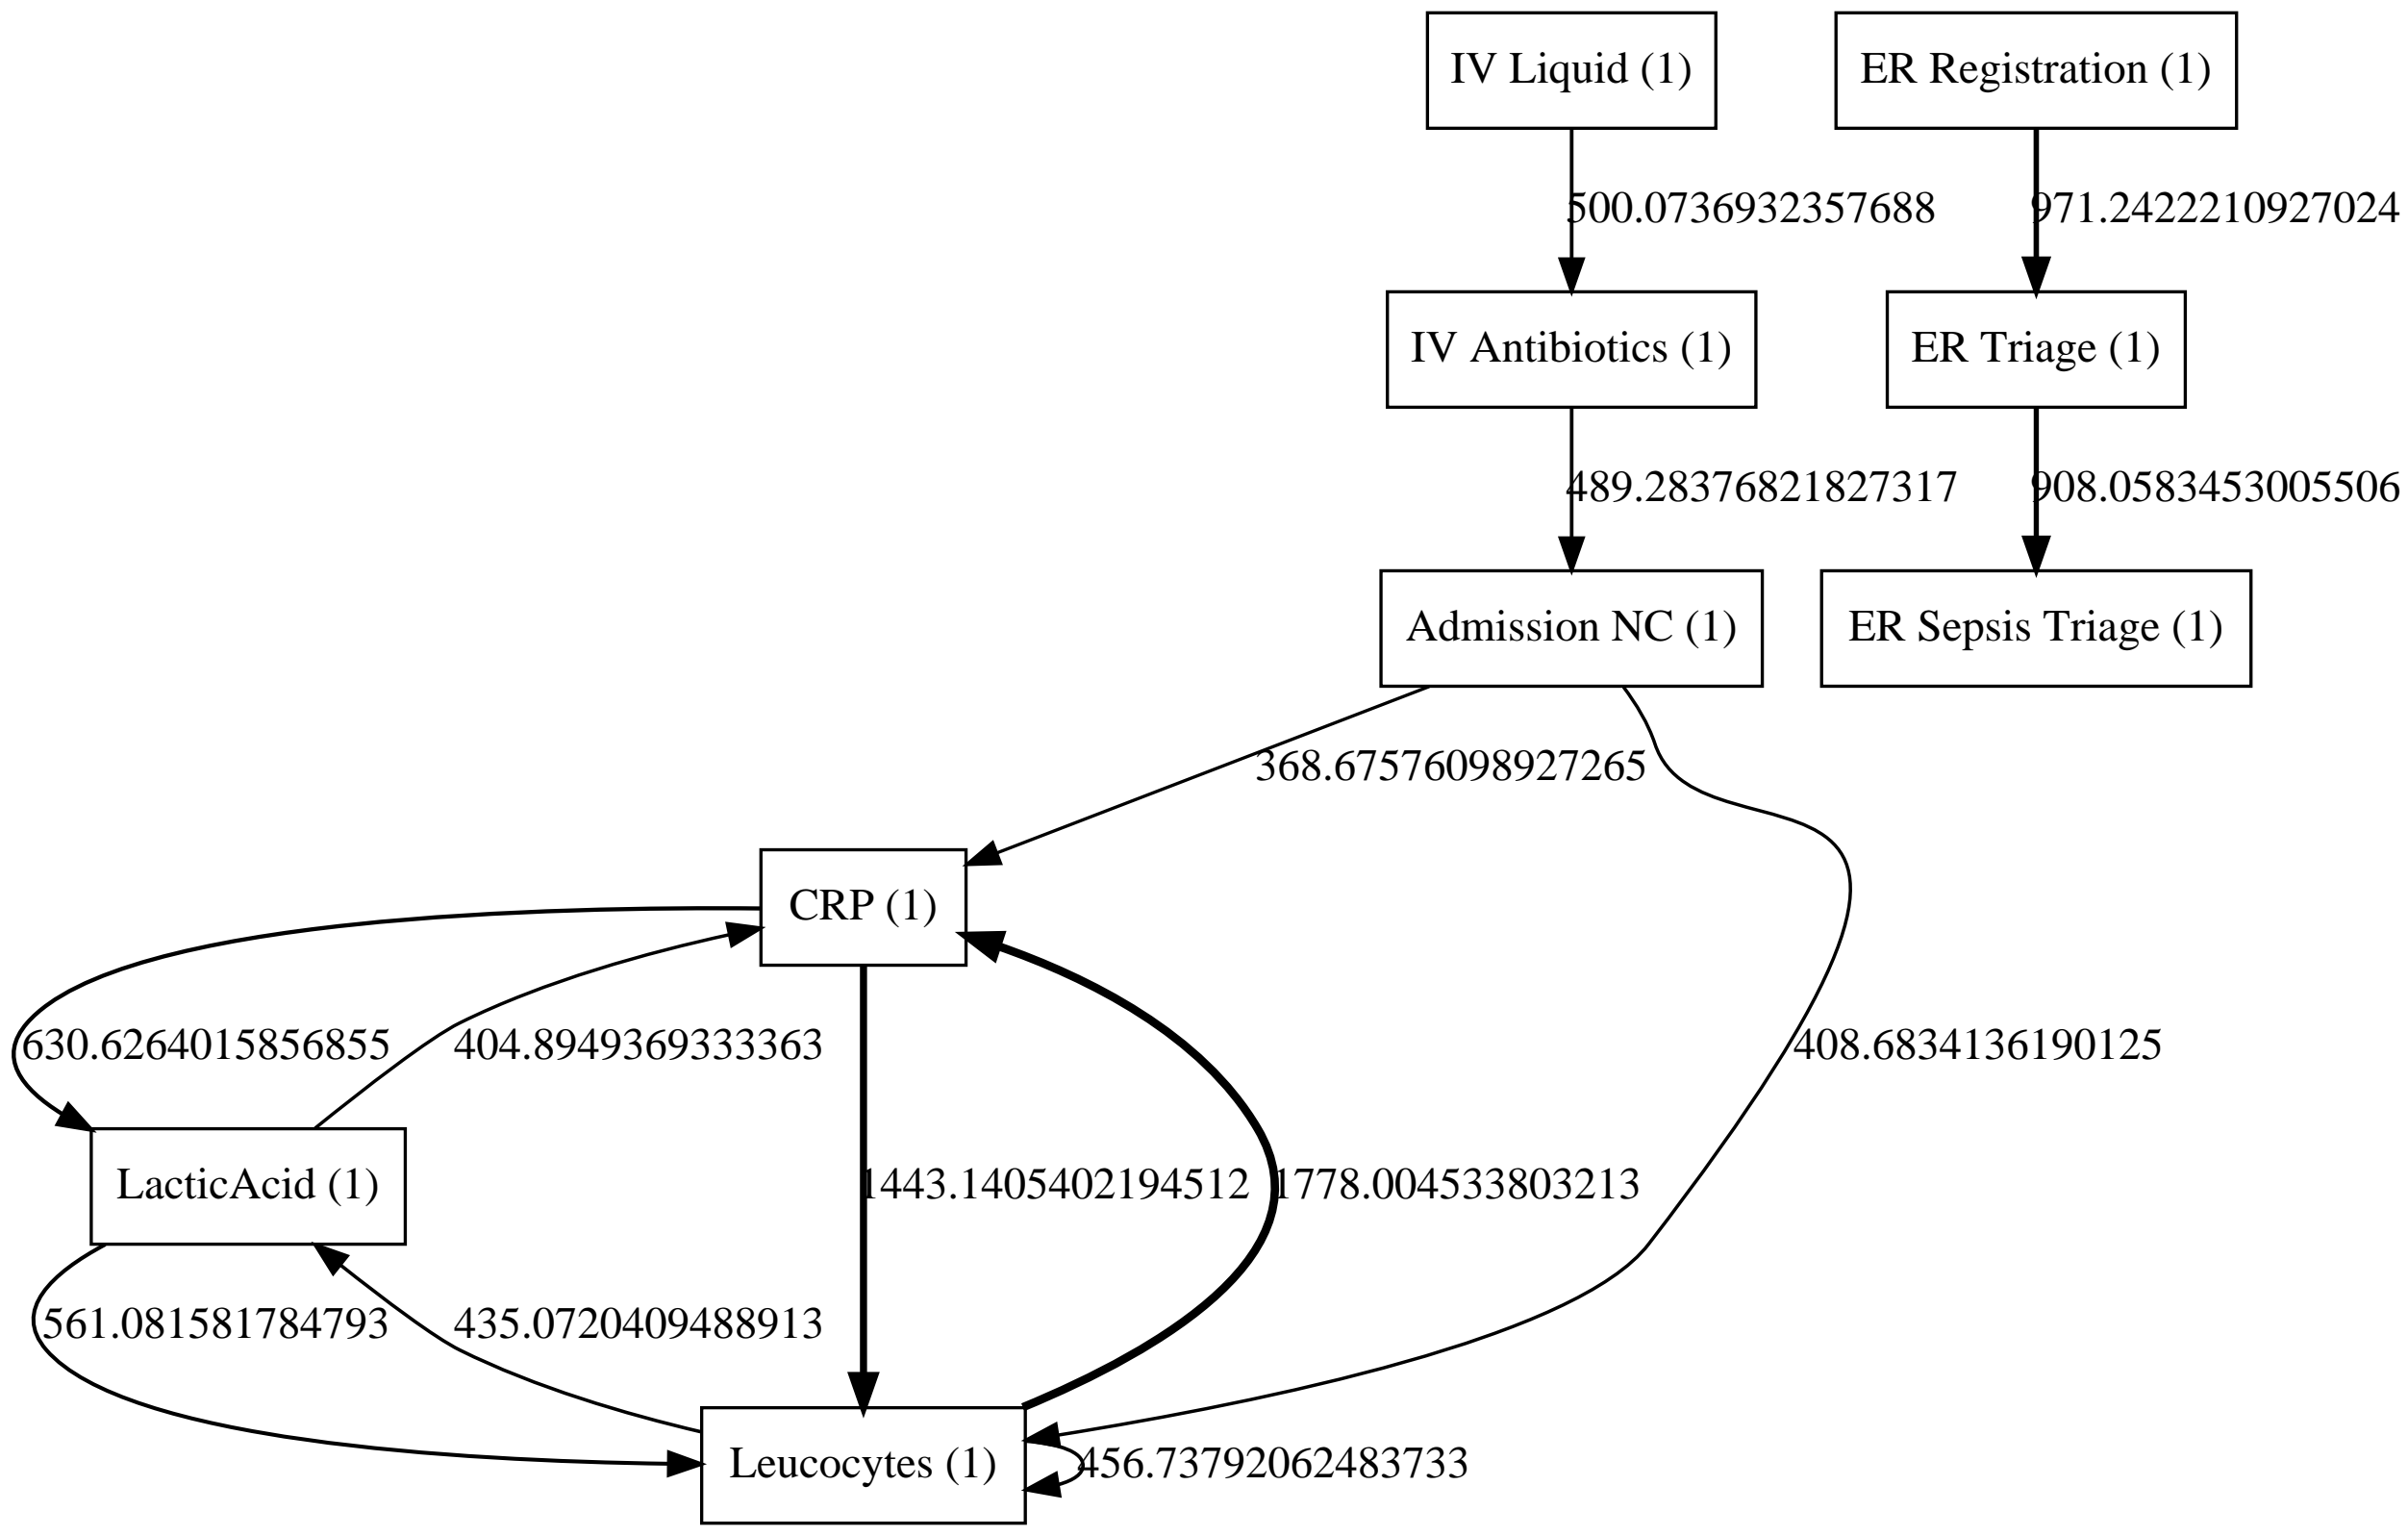 IV Liquid (1)
ER Registration (1)
500.0736932357688
971.2422210927024
IV Antibiotics (1)
ER Triage (1)
489.28376821827317
908.0583453005506
Admission NC (1)
ER Sepsis Triage (1)
368.67576098927265
CRP (1)
630.6264015856855
404.8949369333363
408.6834136190125
LacticAcid (1)
1443.1405402194512
1778.004533803213
561.081581784793
435.0720409488913
Leucocytes (1)
456.73792062483733